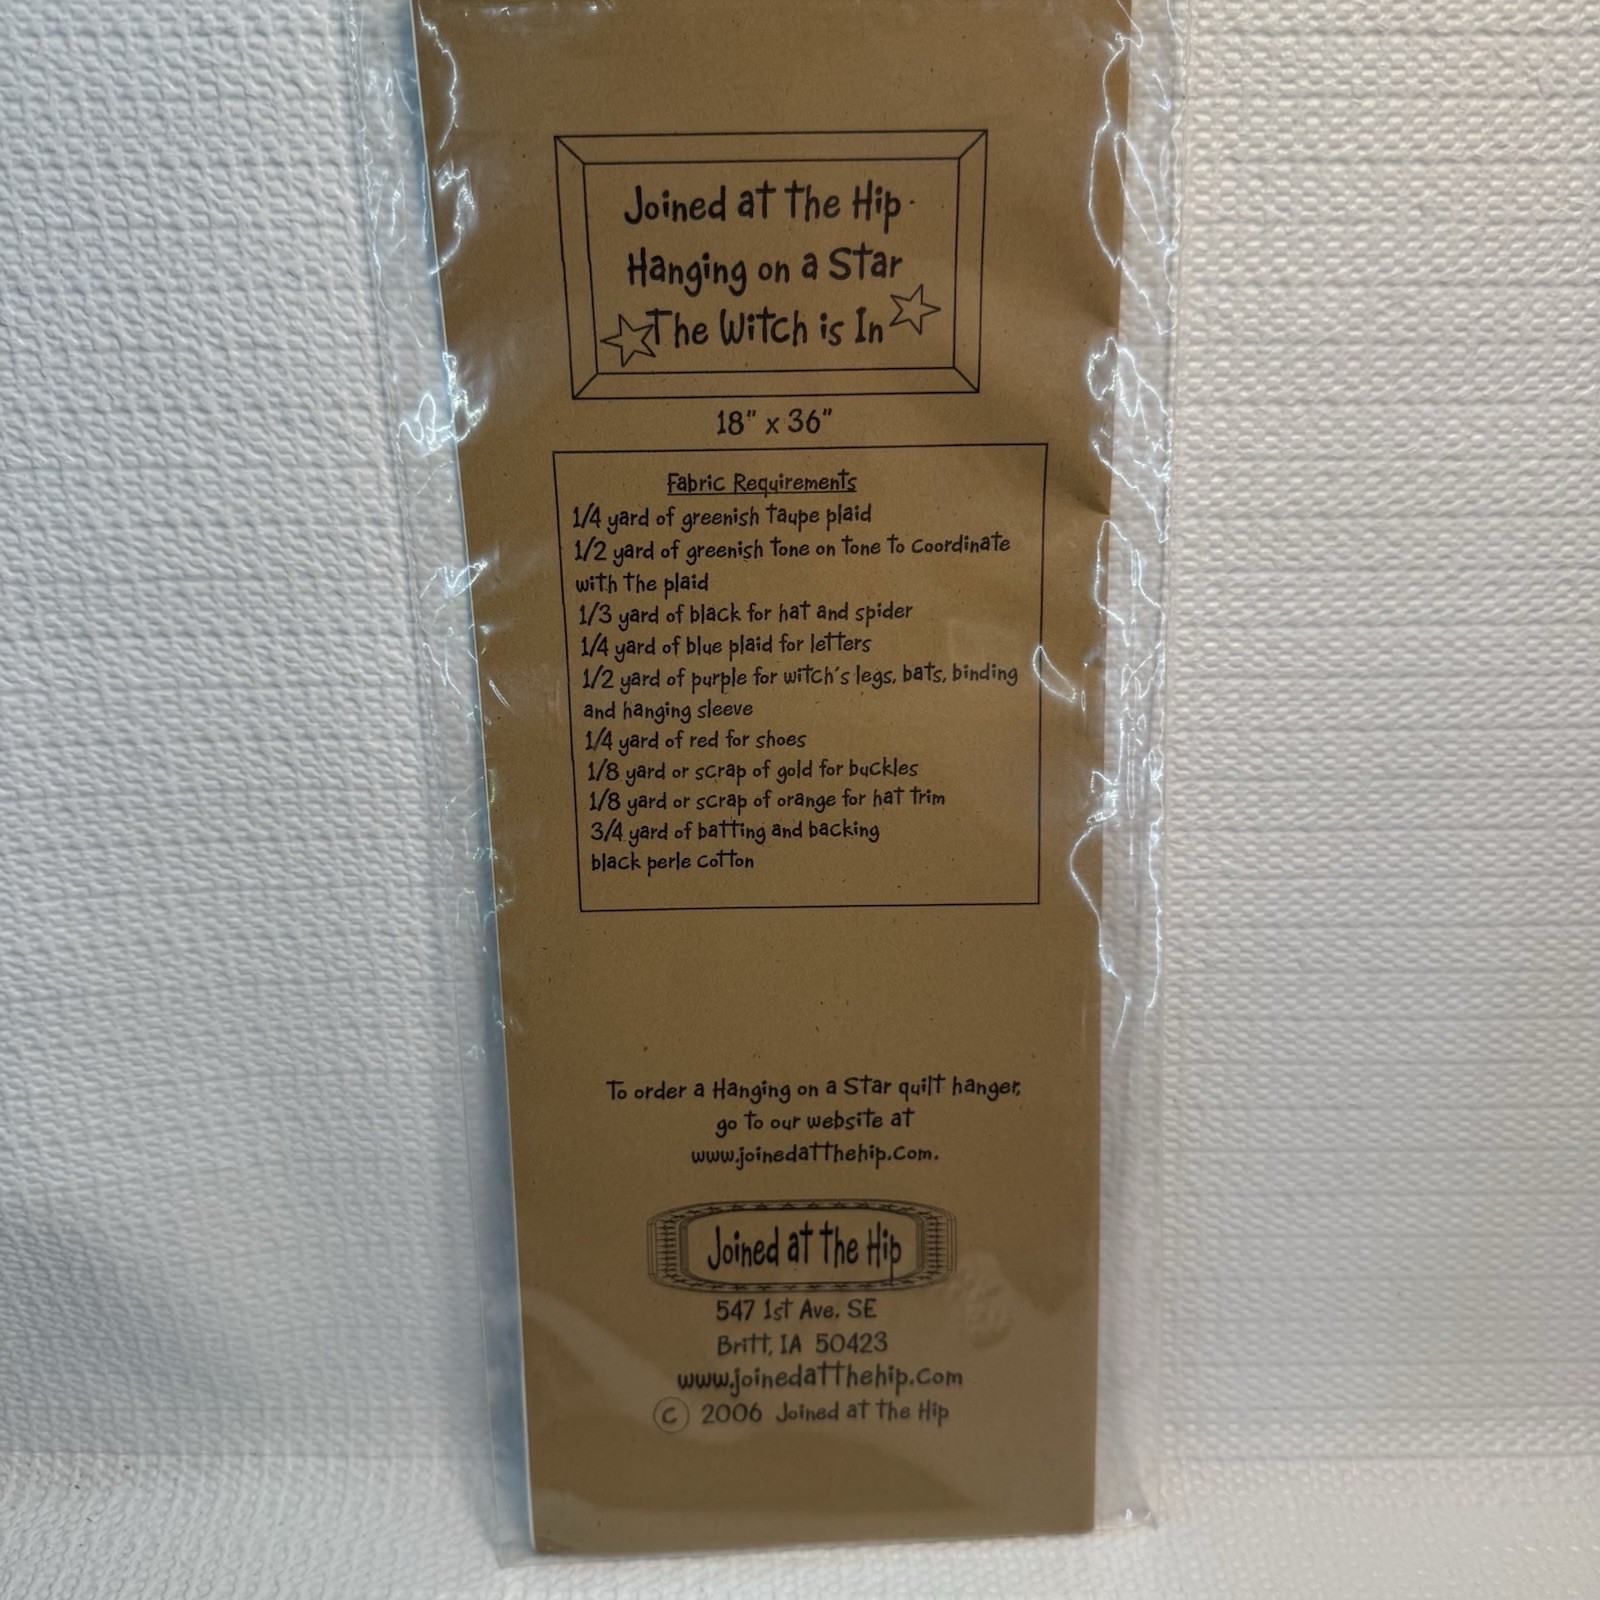 Joined at the Hip
Hanging on a Star
The Witch is In
18" x 36"
Fabric Requirements
1/4 yard of greenish taupe plaid
1/2 yard of greenish tone on tone to coordinate
with the plaid
1/3 yard of black for hat and spider
1/4 yard of blue plaid for letters
1/2 yard of purple for witch's legs, bats, binding
and hanging sleeve
1/4 yard of red for shoes
1/8 yard or scrap of gold for buckles
1/8 yard or scrap of orange for hat trim
3/4 yard of batting and backing
black perle cotton
To order a Hanging on a Star quilt hanger,
go to our website at
www.joinedatthehip.com.
Joined at the Hip
547 1st Ave. SE
Britt, IA 50423
www.joinedatthehip.com
© 2006 Joined at the Hip